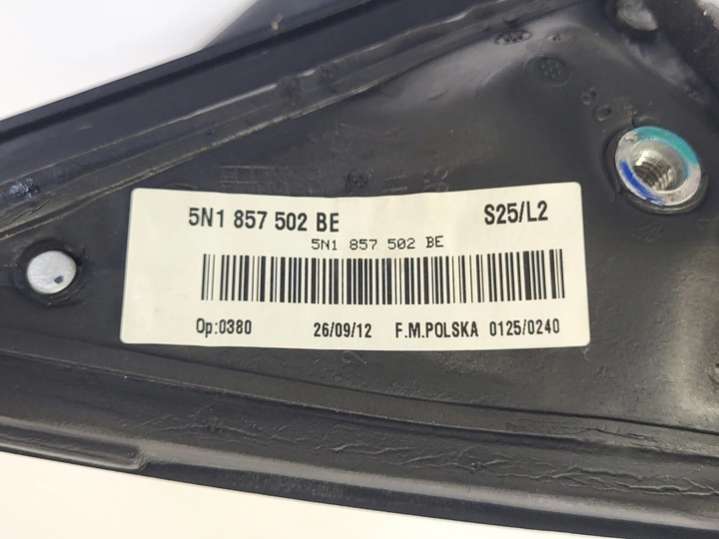 5N1 857 502 BE S25/L2
5N1 857 502 BE
Op:0380 26/09/12 F.M.POLSKA 0125/0240